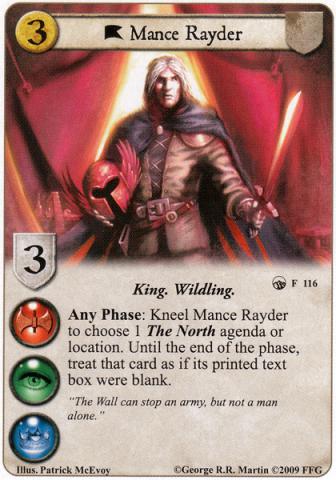 3
Mance Rayder
3
3
King. Wildling.
F 116
Any Phase: Kneel Mance Rayder
to choose 1 The North agenda or
location. Until the end of the phase,
treat that card as if its printed text
box were blank.
"The Wall can stop an army, but not a man
alone."
Illus. Patrick McEvoy
©George R.R. Martin ©2009 FFG